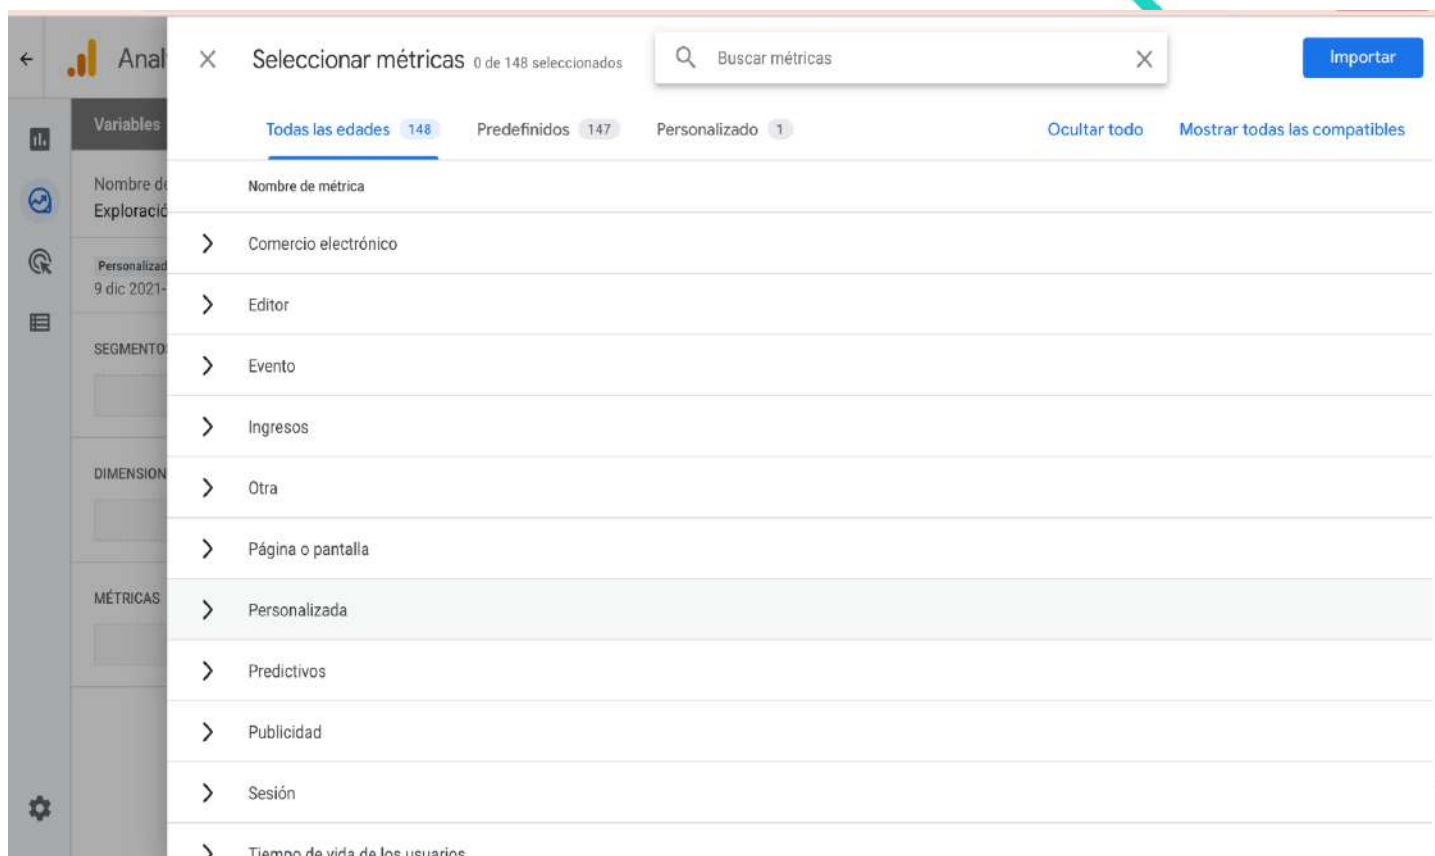 Anal
Seleccionar métricas 0 de 148 seleccionados
Buscar métricas
Importar
Variables
Todas las edades 148
Predefinidos 147
Personalizado 1
Ocultar todo
Mostrar todas las compatibles
Nombre de
Exploració
Nombre de métrica
Comercio electrónico
Personalizad
9 dic 2021-
Editor
SEGMENTOS
Evento
Ingresos
DIMENSION
Otra
Página o pantalla
MÉTRICAS
Personalizada
Predictivos
Publicidad
Sesión
Tiempo de vida de los usuarios